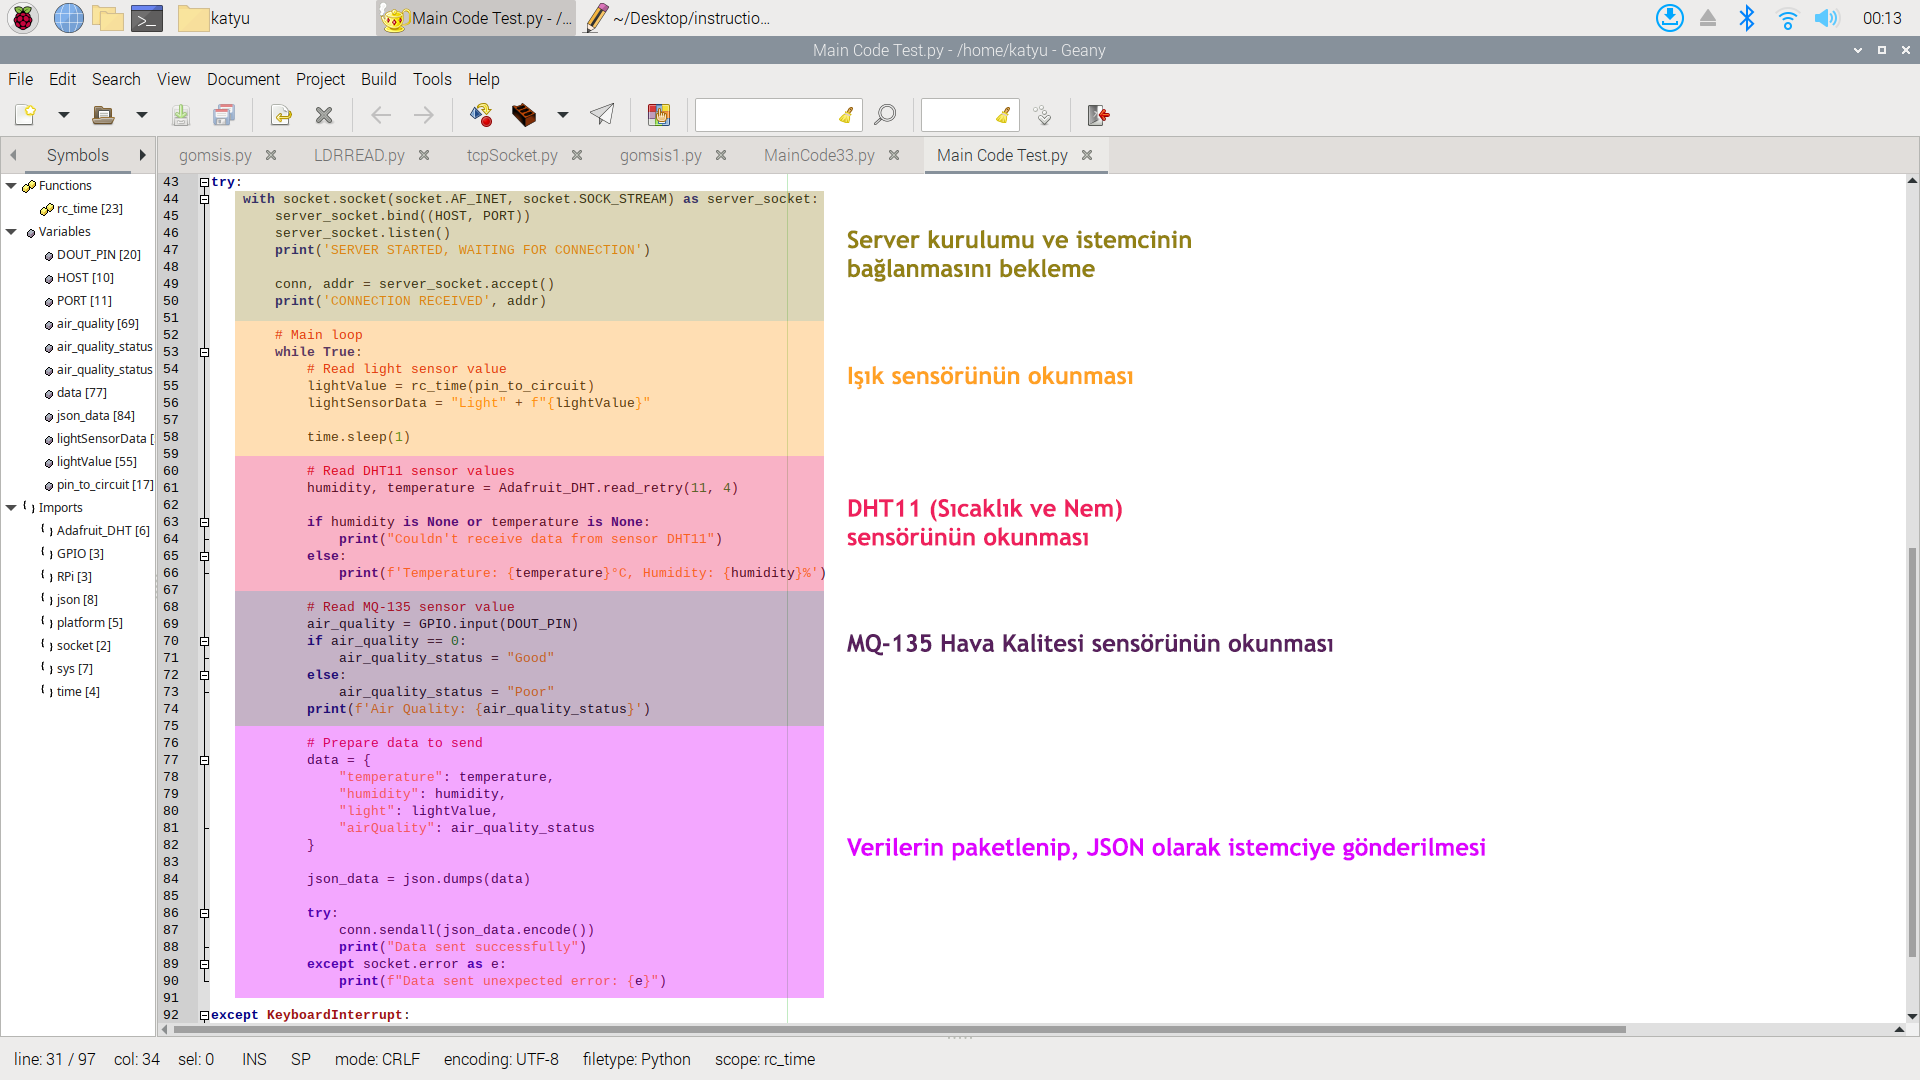 katyu
Main Code Test.py - /...
~/Desktop/instructio...
00:13
Main Code Test.py - /home/katyu - Geany
File Edit Search View Document Project Build Tools Help
Symbols
gomsis.py
LDRREAD.py
tcpSocket.py
gomsis1.py
MainCode33.py
Main Code Test.py
Functions
rc_time [23]
Variables
DOUT_PIN [20]
HOST [10]
PORT [11]
air_quality [69]
air_quality_status
air_quality_status
data [77]
json_data [84]
lightSensorData [
lightValue [55]
pin_to_circuit [17]
Imports
Adafruit_DHT [6]
GPIO [3]
RPi [3]
json [8]
platform [5]
socket [2]
sys [7]
time [4]
43 try:
44 with socket.socket(socket.AF_INET, socket.SOCK_STREAM) as server_socket:
45 server_socket.bind((HOST, PORT))
46 server_socket.listen()
47 print('SERVER STARTED, WAITING FOR CONNECTION')
48
49 conn, addr = server_socket.accept()
50 print('CONNECTION RECEIVED', addr)
51
52 # Main loop
53 while True:
54 # Read light sensor value
55 lightValue = rc_time(pin_to_circuit)
56 lightSensorData = "Light" + f"{lightValue}"
57
58 time.sleep(1)
59
60 # Read DHT11 sensor values
61 humidity, temperature = Adafruit_DHT.read_retry(11, 4)
62
63 if humidity is None or temperature is None:
64 print("Couldn't receive data from sensor DHT11")
65 else:
66 print(f'Temperature: {temperature}°C, Humidity: {humidity}%')
67
68 # Read MQ-135 sensor value
69 air_quality = GPIO.input(DOUT_PIN)
70 if air_quality == 0:
71 air_quality_status = "Good"
72 else:
73 air_quality_status = "Poor"
74 print(f'Air Quality: {air_quality_status}')
75
76 # Prepare data to send
77 data = {
78 "temperature": temperature,
79 "humidity": humidity,
80 "light": lightValue,
81 "airQuality": air_quality_status
82 }
83
84 json_data = json.dumps(data)
85
86 try:
87 conn.sendall(json_data.encode())
88 print("Data sent successfully")
89 except socket.error as e:
90 print(f"Data sent unexpected error: {e}")
91
92 except KeyboardInterrupt:
Server kurulumu ve istemcinin
bağlanmasını bekleme
Işık sensörünün okunması
DHT11 (Sıcaklık ve Nem)
sensörünün okunması
MQ-135 Hava Kalitesi sensörünün okunması
Verilerin paketlenip, JSON olarak istemciye gönderilmesi
line: 31 / 97 col: 34 sel: 0 INS SP mode: CRLF encoding: UTF-8 filetype: Python scope: rc_time